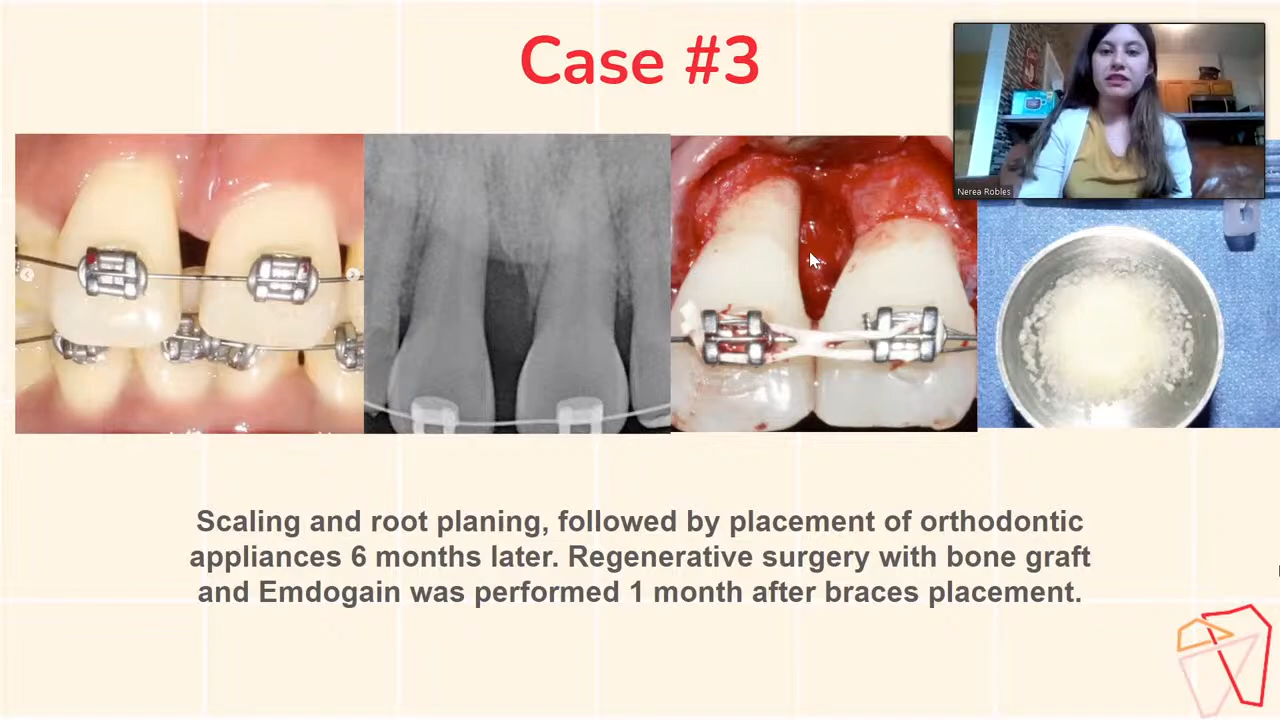 Case #3
Nerea Robles
Scaling and root planing, followed by placement of orthodontic
appliances 6 months later. Regenerative surgery with bone graft
and Emdogain was performed 1 month after braces placement.